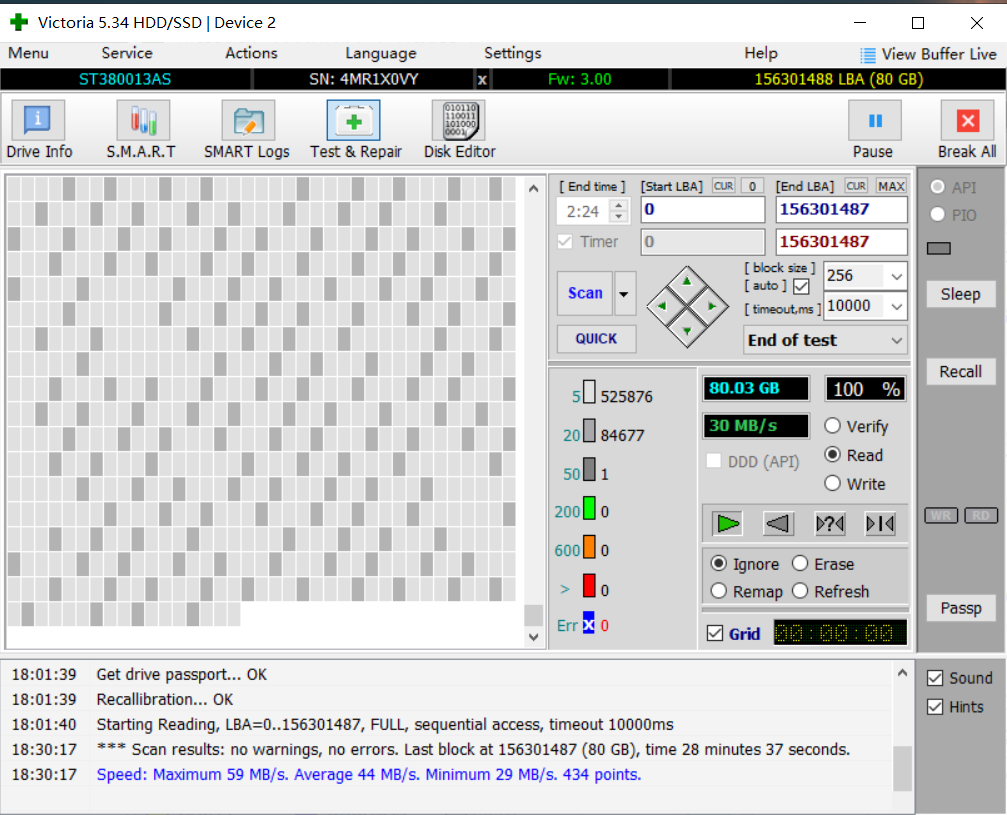 Victoria 5.34 HDD/SSD | Device 2
Menu Service Actions Language Settings Help View Buffer Live
ST380013AS SN: 4MR1X0VY x Fw: 3.00 156301488 LBA (80 GB)
Drive Info S.M.A.R.T SMART Logs Test & Repair Disk Editor Pause Break All
[ End time ] [Start LBA] CUR 0 [End LBA] CUR MAX
2:24 0 156301487
Timer 0 156301487
[ block size ] 256
[ auto ]
[ timeout,ms ] 10000
Scan
QUICK
End of test
5 525876
20 84677
50 1
200 0
600 0
> 0
Err x 0
80.03 GB 100 %
30 MB/s
DDD (API)
Verify
Read
Write
Ignore Erase
Remap Refresh
Grid 00:00:00
API
PIO
Sleep
Recall
WR RD
Passp
18:01:39 Get drive passport... OK
18:01:39 Recallibration... OK
18:01:40 Starting Reading, LBA=0..156301487, FULL, sequential access, timeout 10000ms
18:30:17 *** Scan results: no warnings, no errors. Last block at 156301487 (80 GB), time 28 minutes 37 seconds.
18:30:17 Speed: Maximum 59 MB/s. Average 44 MB/s. Minimum 29 MB/s. 434 points.
Sound
Hints